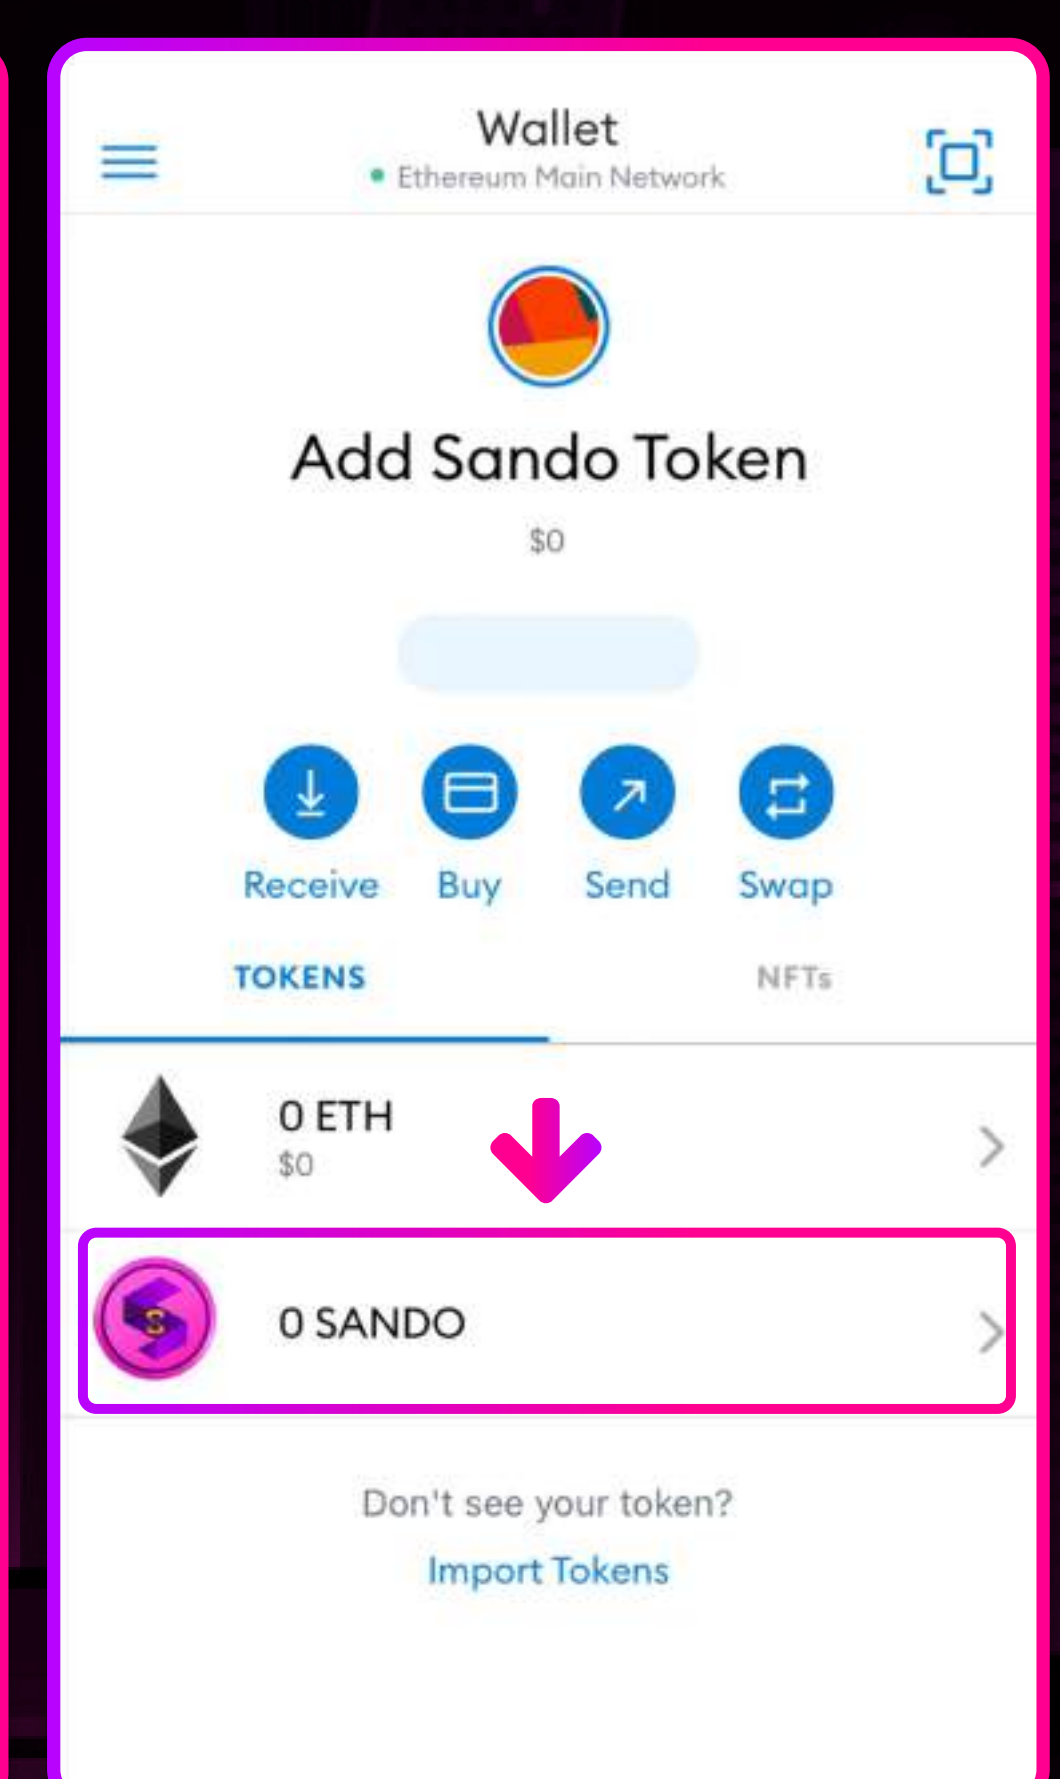 Wallet
Ethereum Main Network
Add Sando Token
$0
Receive Buy Send Swap
TOKENS NFTs
0 ETH
$0
0 SANDO
Don't see your token?
Import Tokens